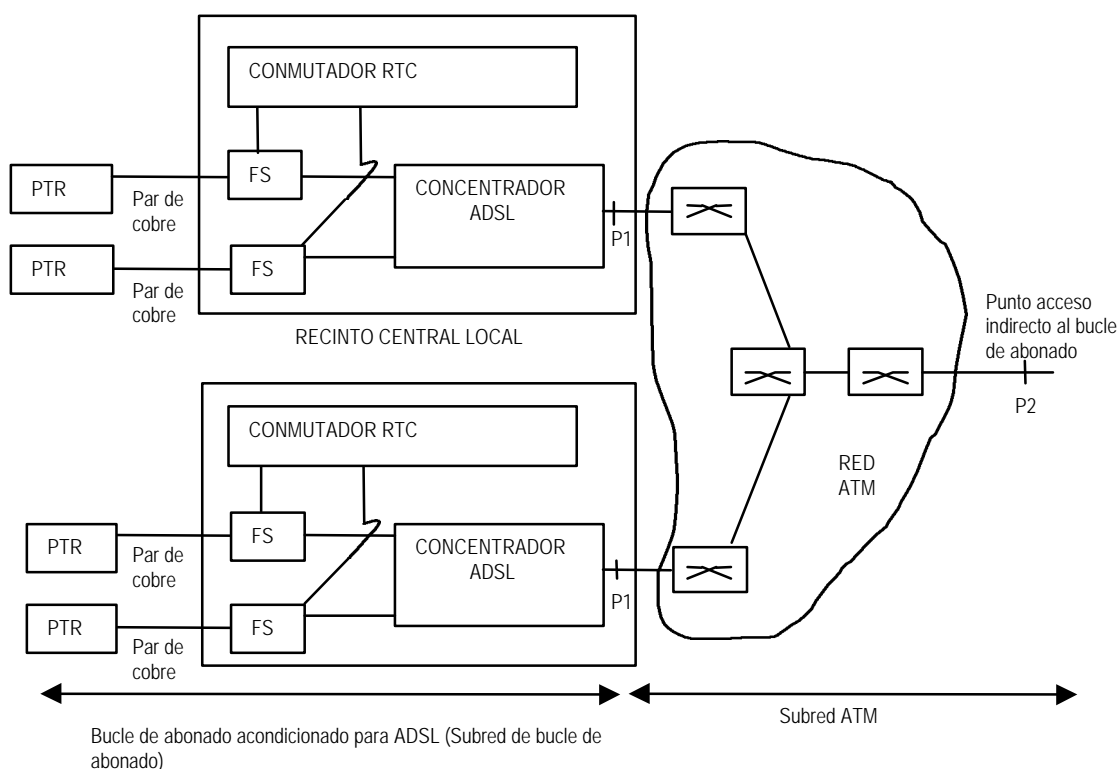 CONMUTADOR RTC
PTR
Par de
cobre
FS
CONCENTRADOR
ADSL
P1
PTR
Par de
cobre
FS
RECINTO CENTRAL LOCAL
Punto acceso
indirecto al bucle
de abonado
P2
RED
ATM
CONMUTADOR RTC
PTR
Par de
cobre
FS
CONCENTRADOR
ADSL
P1
PTR
Par de
cobre
FS
Bucle de abonado acondicionado para ADSL (Subred de bucle de
abonado)
Subred ATM